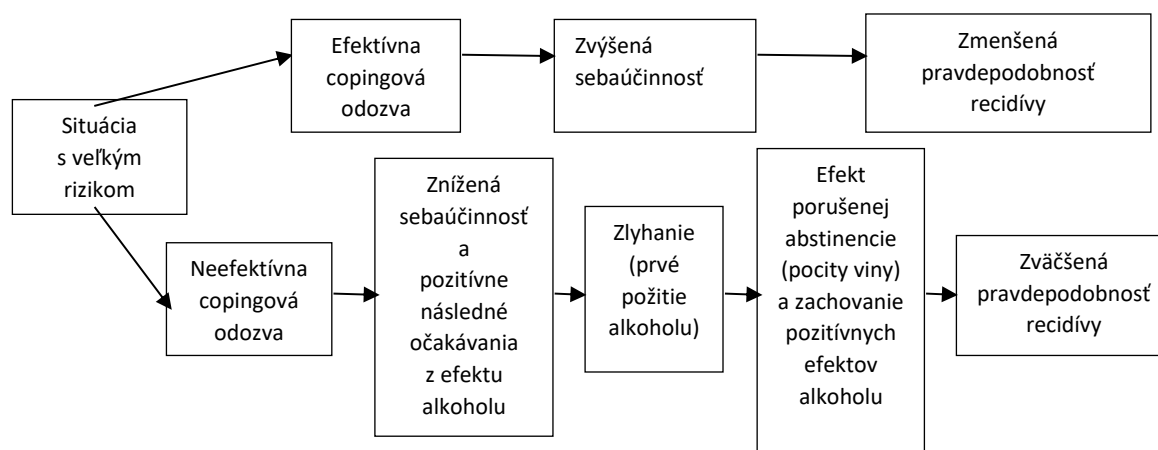 Situácia
s veľkým
rizikom
Efektívna
copingová
odozva
Zvýšená
sebaúčinnosť
Zmenšená
pravdepodobnosť
recidívy
Neefektívna
copingová
odozva
Znížená
sebaúčinnosť
a
pozitívne
následné
očakávania
z efektu
alkoholu
Zlyhanie
(prvé
požitie
alkoholu)
Efekt
porušenej
abstinencie
(pocity viny)
a zachovanie
pozitívnych
efektov
alkoholu
Zväčšená
pravdepodobnosť
recidívy